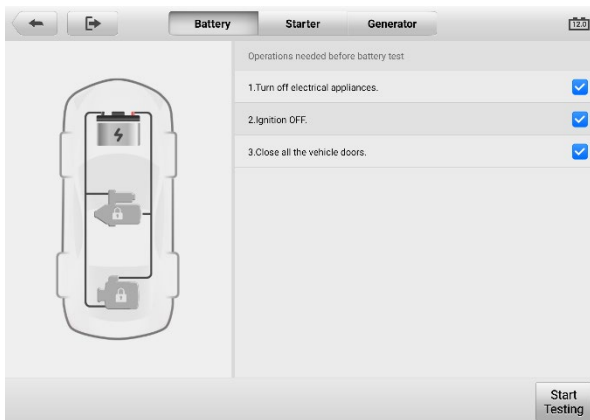 Battery
Starter
Generator
12.0
Operations needed before battery test
1.Turn off electrical appliances.
2.Ignition OFF.
3.Close all the vehicle doors.
Start
Testing